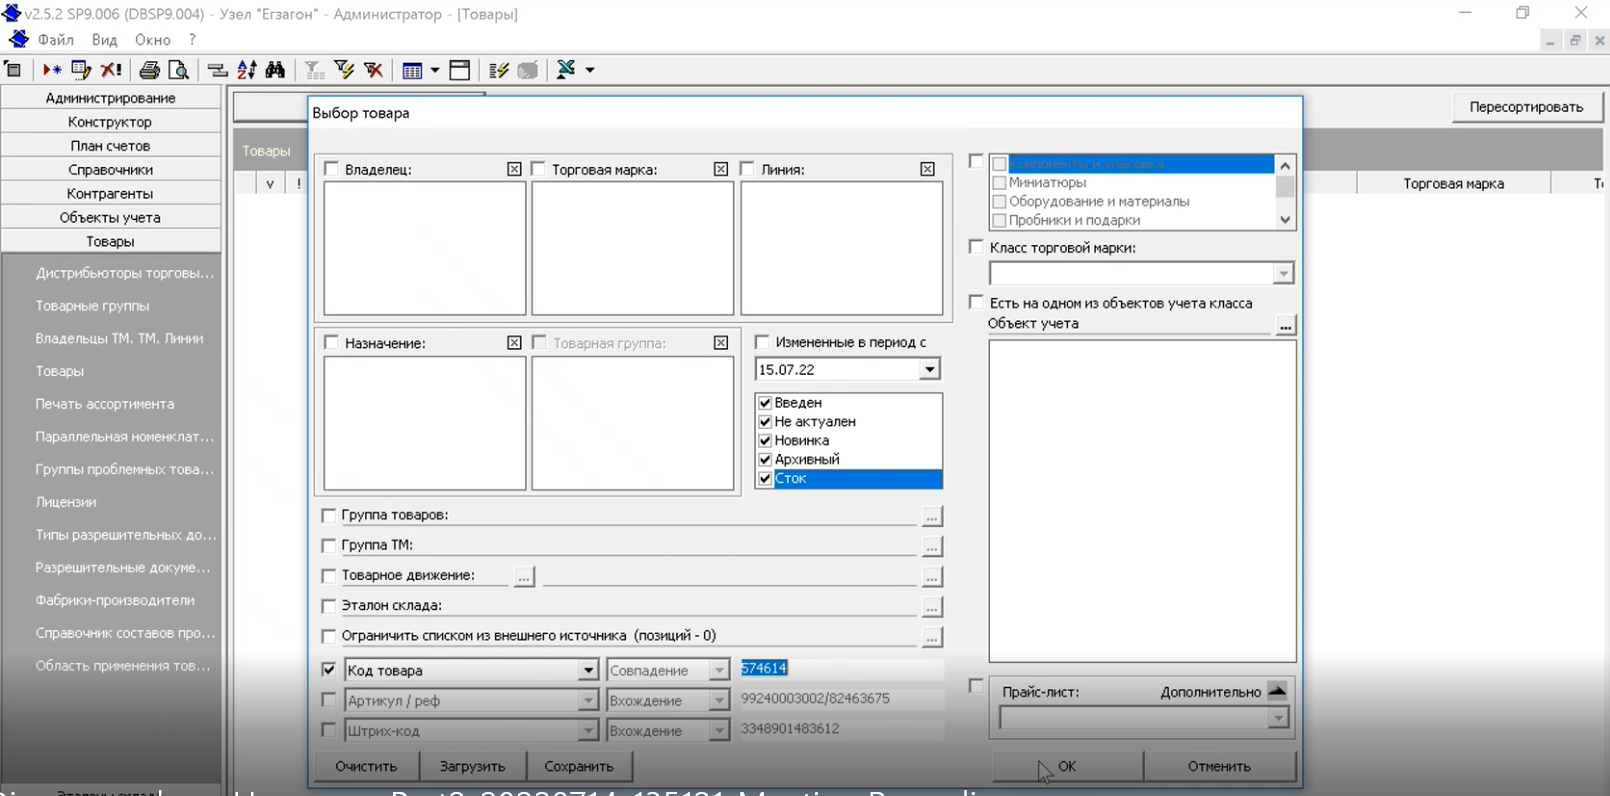 v2.5.2 SP9.006 (DBSP9.004) - Узел "Егзагон" - Администратор - [Товары]
Файл Вид Окно ?
Администрирование
Конструктор
План счетов
Справочники
Контрагенты
Объекты учета
Товары
Дистрибьюторы торговы...
Товарные группы
Владельцы ТМ. ТМ. Линии
Товары
Печать ассортимента
Параллельная номенклат...
Группы проблемных това...
Лицензии
Типы разрешительных до...
Разрешительные докуме...
Фабрики-производители
Справочник составов про...
Область применения тов...
Пересортировать
Товары
v !
Торговая марка
Выбор товара
Владелец: Торговая марка: Линия:
Назначение: Товарная группа:
Измененные в период с
15.07.22
Введен
Не актуален
Новинка
Архивный
Сток
Группа товаров: ...
Группа ТМ: ...
Товарное движение: ... ...
Эталон склада: ...
Ограничить списком из внешнего источника (позиций - 0) ...
Код товара Совпадение 574614
Артикул / реф Вхождение 99240003002/82463675
Штрих-код Вхождение 3348901483612
Очистить Загрузить Сохранить
Компоненты и упаковка
Миниатюры
Оборудование и материалы
Пробники и подарки
Класс торговой марки:
Есть на одном из объектов учета класса
Объект учета ...
Прайс-лист: Дополнительно
OK Отменить